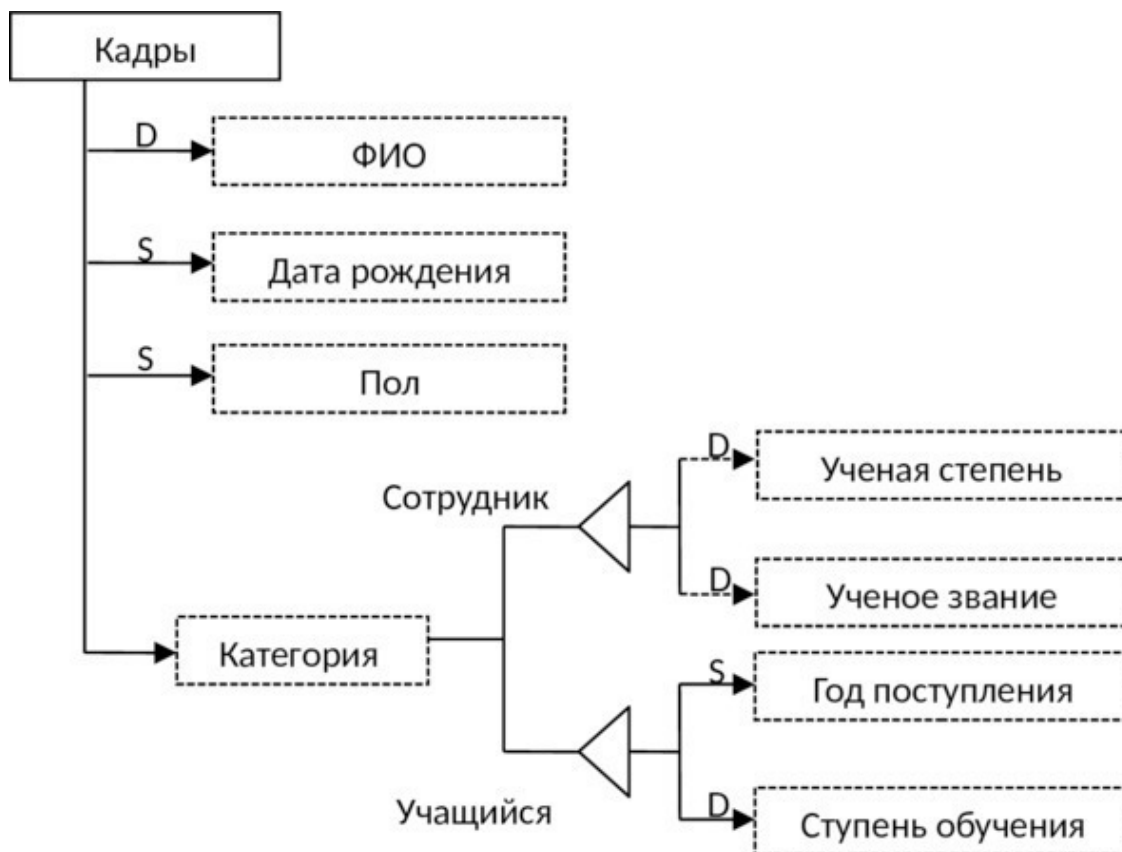 Кадры
D
ФИО
S
Дата рождения
S
Пол
D
Ученая степень
Сотрудник
D
Ученое звание
Категория
S
Год поступления
Учащийся
D
Ступень обучения